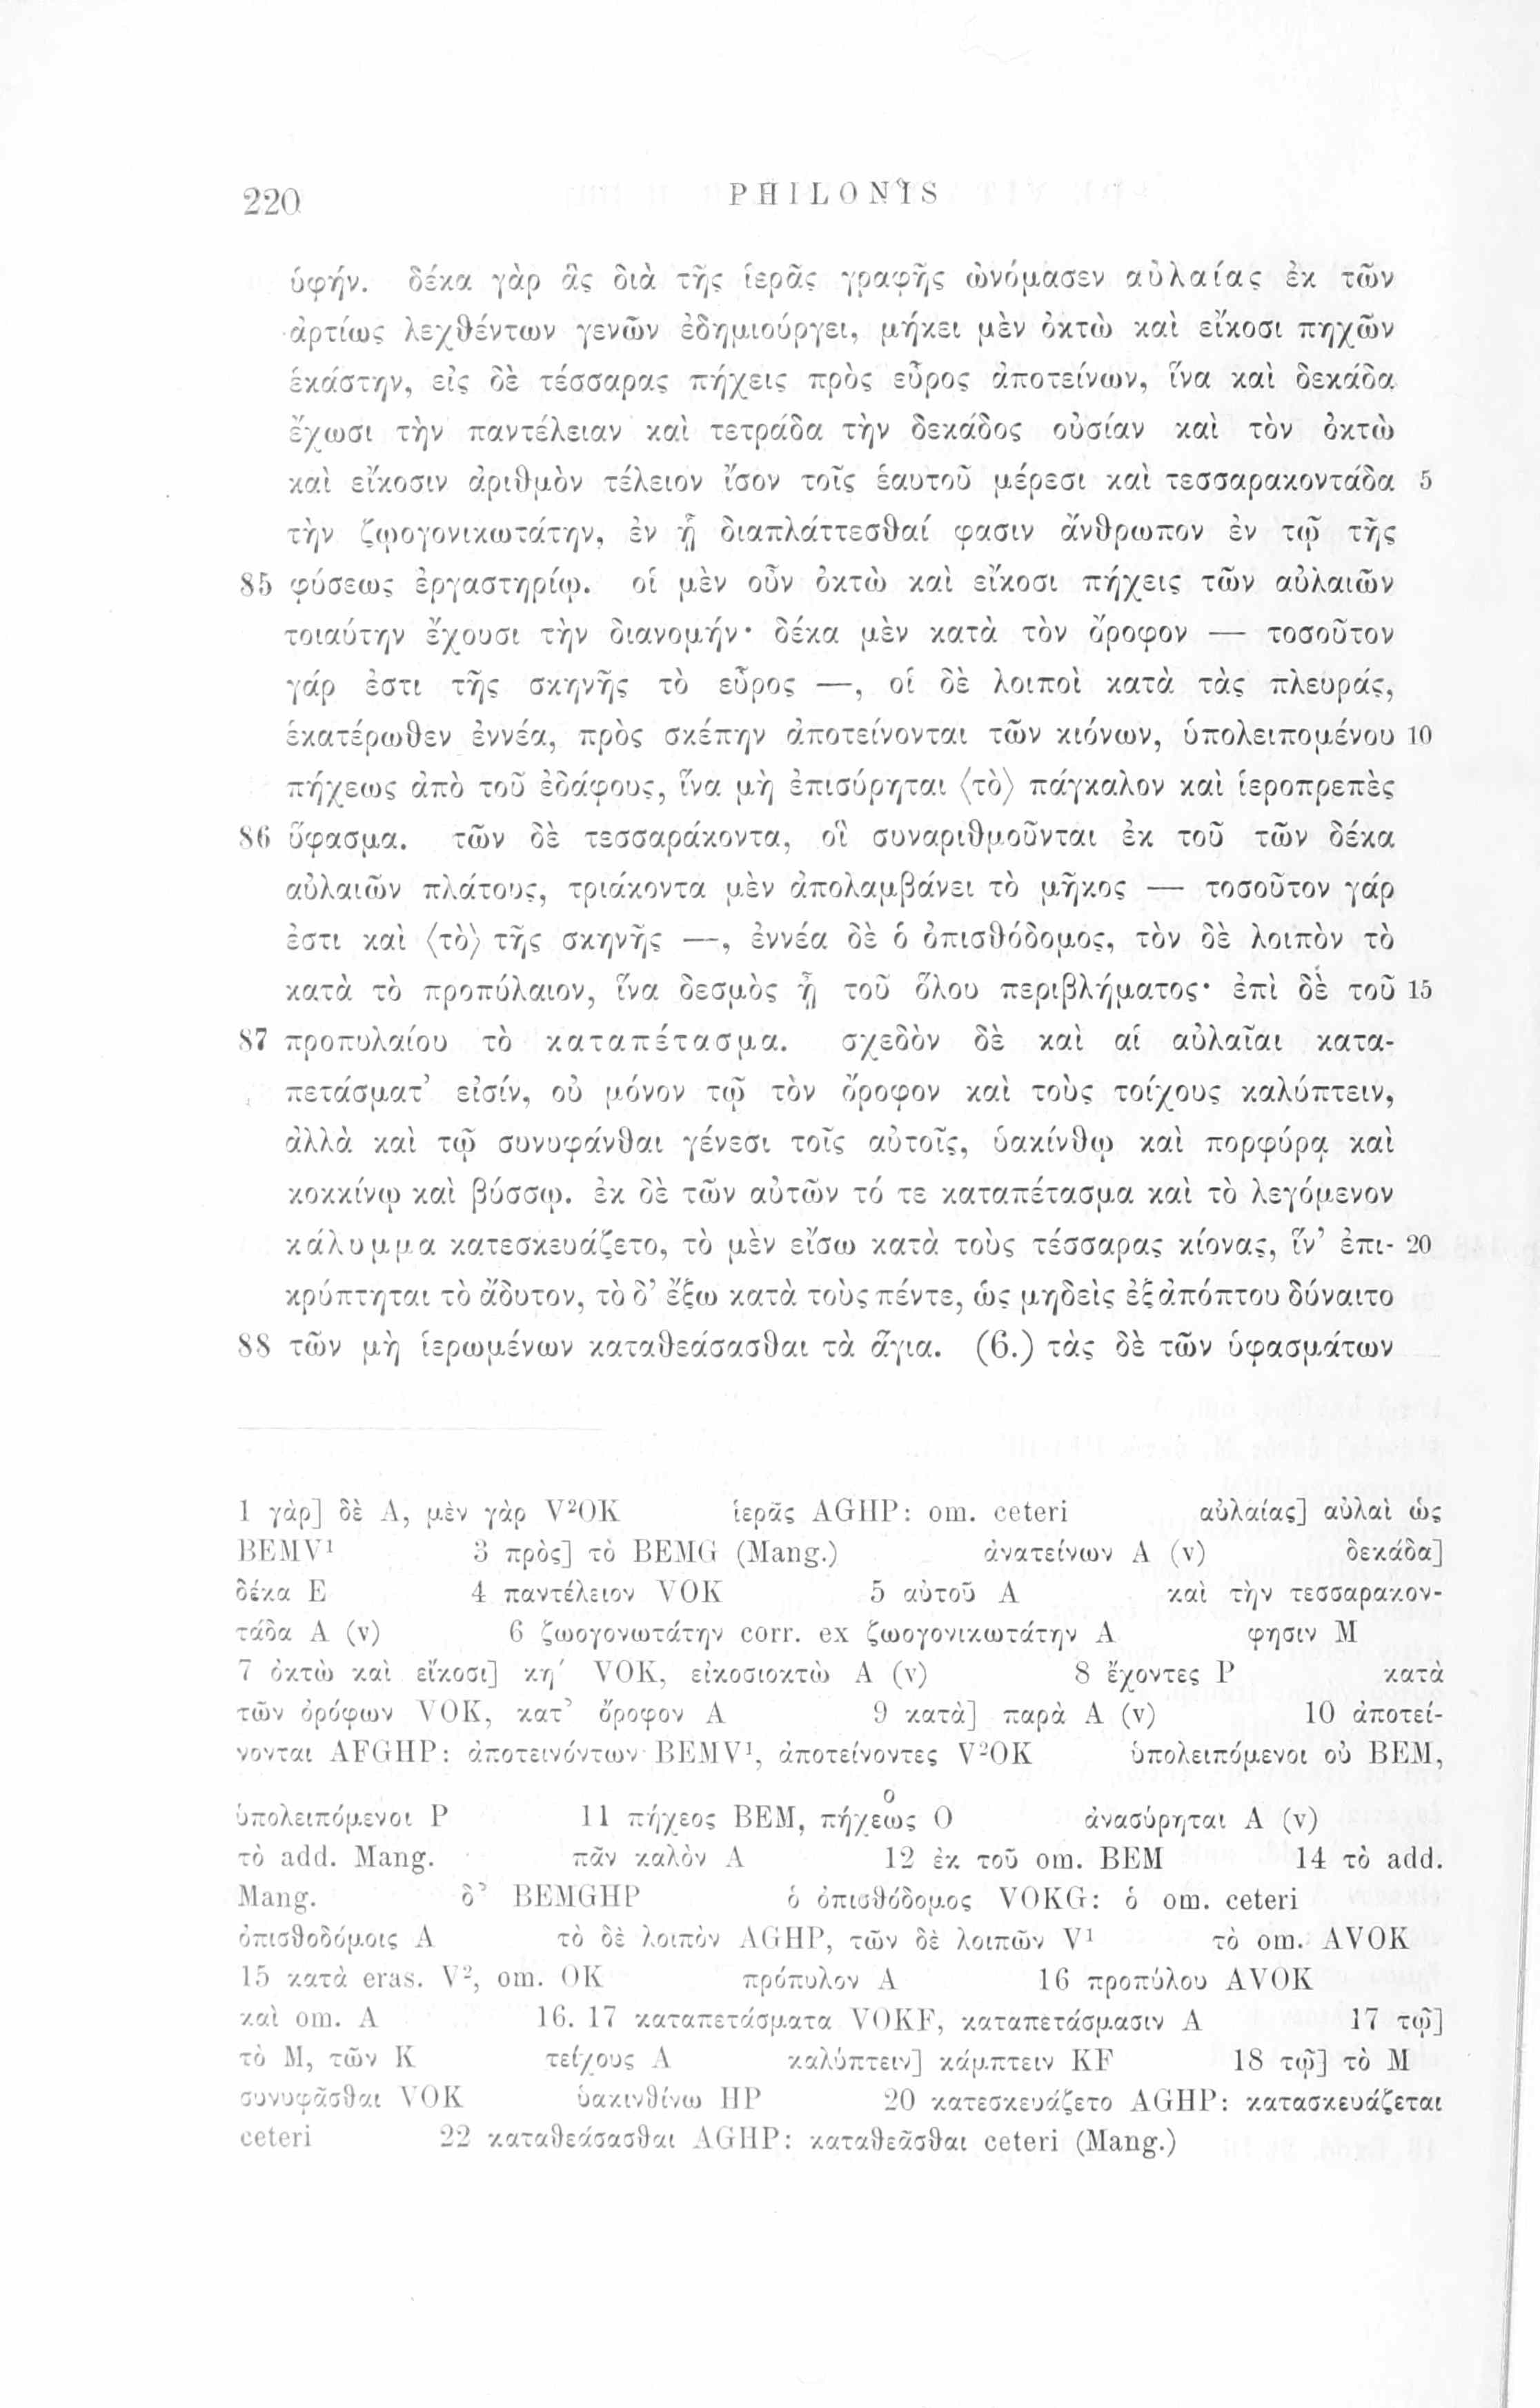 220 PHILONIS
ὑφήν. δέκα γὰρ ἃς διὰ τῆς ἱερᾶς γραφῆς ὠνόμασεν αὐλαίας ἐκ τῶν
ἀρτίως λεχθέντων γενῶν ἐδημιούργει, μήκει μὲν ὀκτὼ καὶ εἴκοσι πηχῶν
ἑκάστην, εἰς δὲ τέσσαρας πήχεις πρὸς εὖρος ἀποτείνων, ἵνα καὶ δεκάδα
ἔχωσι τὴν παντέλειαν καὶ τετράδα τὴν δεκάδος οὐσίαν καὶ τὸν ὀκτὼ
καὶ εἴκοσιν ἀριθμὸν τέλειον ἴσον τοῖς ἑαυτοῦ μέρεσι καὶ τεσσαρακοντάδα 5
τὴν ζῳογονικωτάτην, ἐν ᾗ διαπλάττεσθαί φασιν ἄνθρωπον ἐν τῷ τῆς
85 φύσεως ἐργαστηρίῳ. οἱ μὲν οὖν ὀκτὼ καὶ εἴκοσι πήχεις τῶν αὐλαιῶν
τοιαύτην ἔχουσι τὴν διανομήν· δέκα μὲν κατὰ τὸν ὄροφον — τοσοῦτον
γάρ ἐστι τῆς σκηνῆς τὸ εὖρος —, οἱ δὲ λοιποὶ κατὰ τὰς πλευράς,
ἑκατέρωθεν ἐννέα, πρὸς σκέπην ἀποτείνονται τῶν κιόνων, ὑπολειπομένου 10
πήχεως ἀπὸ τοῦ ἐδάφους, ἵνα μὴ ἐπισύρηται ⟨τὸ⟩ πάγκαλον καὶ ἱεροπρεπὲς
86 ὕφασμα. τῶν δὲ τεσσαράκοντα, οἳ συναριθμοῦνται ἐκ τοῦ τῶν δέκα
αὐλαιῶν πλάτους, τριάκοντα μὲν ἀπολαμβάνει τὸ μῆκος — τοσοῦτον γάρ
ἐστι καὶ ⟨τὸ⟩ τῆς σκηνῆς —, ἐννέα δὲ ὁ ὀπισθόδομος, τὸν δὲ λοιπὸν τὸ
κατὰ τὸ προπύλαιον, ἵνα δεσμὸς ᾖ τοῦ ὅλου περιβλήματος· ἐπὶ δὲ τοῦ 15
87 προπυλαίου τὸ καταπέτασμα. σχεδὸν δὲ καὶ αἱ αὐλαῖαι κατα-
πετάσματ’ εἰσίν, οὐ μόνον τῷ τὸν ὄροφον καὶ τοὺς τοίχους καλύπτειν,
ἀλλὰ καὶ τῷ συνυφάνθαι γένεσι τοῖς αὐτοῖς, ὑακίνθῳ καὶ πορφύρᾳ καὶ
κοκκίνῳ καὶ βύσσῳ. ἐκ δὲ τῶν αὐτῶν τό τε καταπέτασμα καὶ τὸ λεγόμενον
κάλυμμα κατεσκευάζετο, τὸ μὲν εἴσω κατὰ τοὺς τέσσαρας κίονας, ἵν’ ἐπι- 20
κρύπτηται τὸ ἄδυτον, τὸ δ’ ἔξω κατὰ τοὺς πέντε, ὡς μηδεὶς ἐξ ἀπόπτου δύναιτο
88 τῶν μὴ ἱερωμένων καταθεάσασθαι τὰ ἅγια. (6.) τὰς δὲ τῶν ὑφασμάτων
1 γὰρ] δὲ A, μὲν γὰρ V²OK ἱερᾶς AGHP: om. ceteri αὐλαίας] αὐλαὶ ὡς
BEMV¹ 3 πρὸς] τὸ BEMG (Mang.) ἀνατείνων A (v) δεκάδα]
δέκα E 4 παντέλειον VOK 5 αὑτοῦ A καὶ τὴν τεσσαρακον-
τάδα A (v) 6 ζωογονωτάτην corr. ex ζωογονικωτάτην A φησιν M
7 ὀκτὼ καὶ εἴκοσι] κη′ VOK, εἰκοσιοκτὼ A (v) 8 ἔχοντες P κατὰ
τῶν ὀρόφων VOK, κατ’ ὄροφον A 9 κατὰ] παρὰ A (v) 10 ἀποτεί-
νονται AFGHP: ἀποτεινόντων BEMV¹, ἀποτείνοντες V²OK ὑπολειπόμενοι οὐ BEM,
ὑπολειπόμενοι P 11 πήχεος BEM, πήχεως O ἀνασύρηται A (v)
τὸ add. Mang. πᾶν καλὸν A 12 ἐκ τοῦ om. BEM 14 τὸ add.
Mang. δ’ BEMGHP ὁ ὀπισθόδομος VOKG: ὁ om. ceteri
ὀπισθοδόμοις A τὸ δὲ λοιπὸν AGHP, τῶν δὲ λοιπῶν V¹ τὸ om. AVOK
15 κατὰ eras. V², om. OK πρόπυλον A 16 προπύλου AVOK
καὶ om. A 16. 17 καταπετάσματα VOKF, καταπετάσμασιν A 17 τῷ]
τὸ M, τῶν K τείχους A καλύπτειν] κάμπτειν KF 18 τῷ] τὸ M
συνυφᾶσθαι VOK ὑακινθίνω HP 20 κατεσκευάζετο AGHP: κατασκευάζεται
ceteri 22 καταθεάσασθαι AGHP: καταθεᾶσθαι ceteri (Mang.)